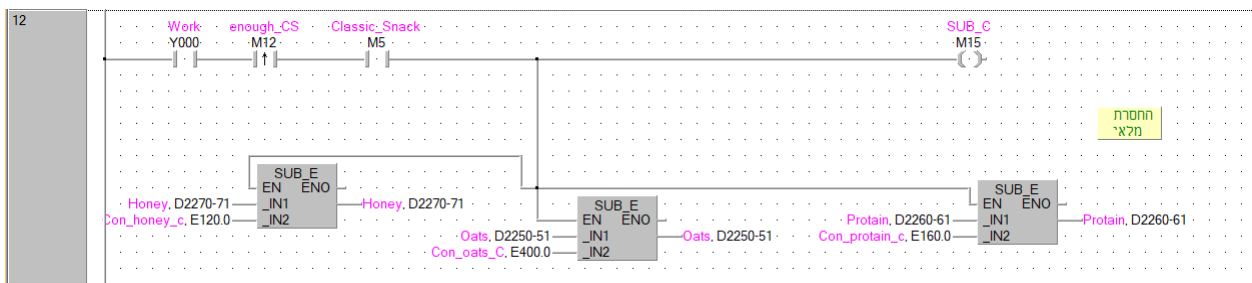 12
Work enough_CS Classic_Snack SUB_C
Y000 M12 M5 M15
החסרת
מלאי
SUB_E
EN ENO
Honey, D2270-71 _IN1 Honey, D2270-71
Con_honey_c, E120.0 _IN2
SUB_E
EN ENO
Oats, D2250-51 _IN1 Oats, D2250-51
Con_oats_C, E400.0 _IN2
SUB_E
EN ENO
Protain, D2260-61 _IN1 Protain, D2260-61
Con_protain_c, E160.0 _IN2